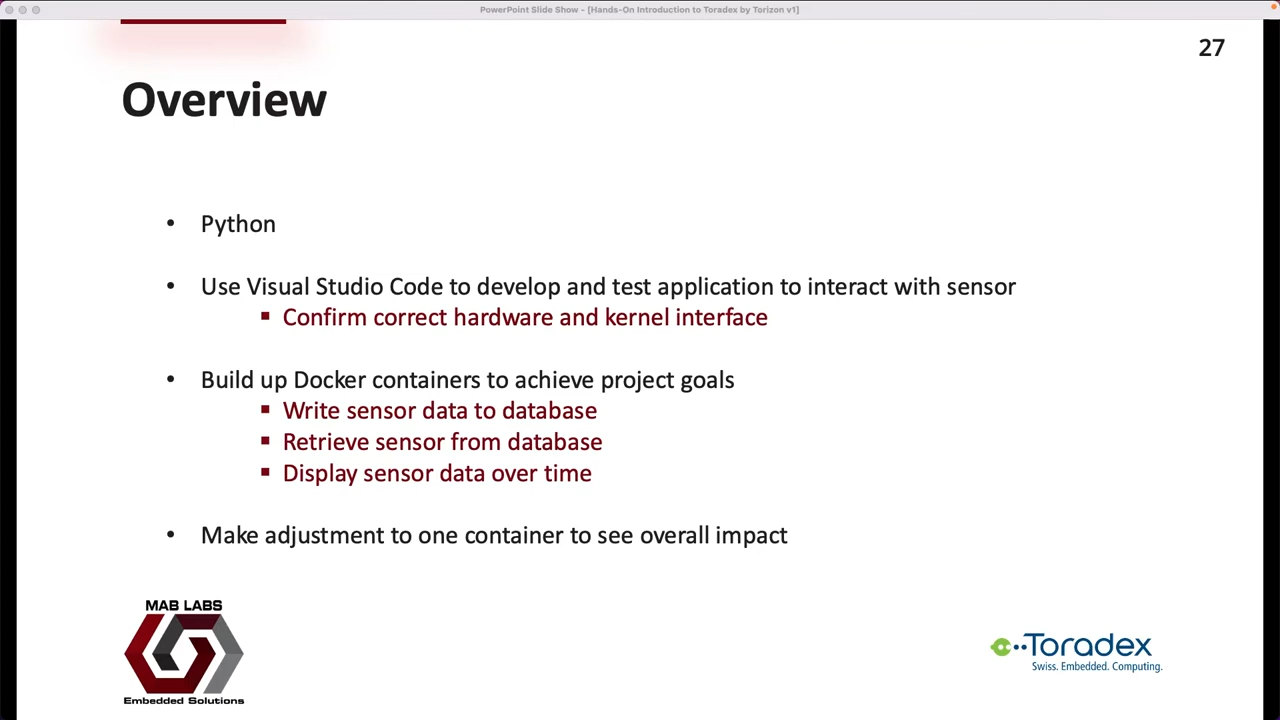 PowerPoint Slide Show - [Hands-On Introduction to Toradex by Torizon v1]
27
Overview
• Python
• Use Visual Studio Code to develop and test application to interact with sensor
▪ Confirm correct hardware and kernel interface
• Build up Docker containers to achieve project goals
▪ Write sensor data to database
▪ Retrieve sensor from database
▪ Display sensor data over time
• Make adjustment to one container to see overall impact
MAB LABS
Embedded Solutions
Toradex
Swiss. Embedded. Computing.